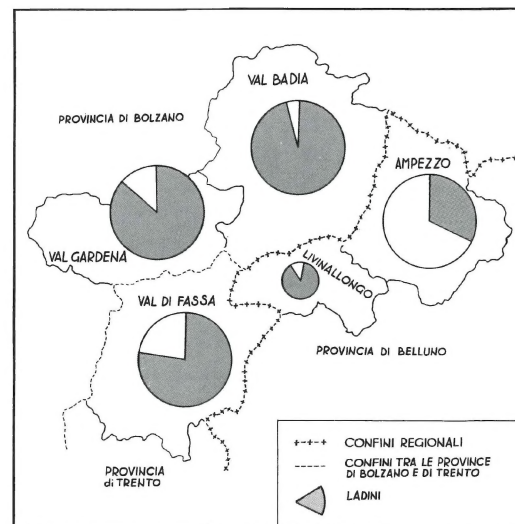 VAL BADIA
PROVINCIA DI BOLZANO
AMPEZZO
VAL GARDENA
LIVINALLONGO
VAL DI FASSA
PROVINCIA DI BELLUNO
PROVINCIA
di TRENTO
CONFINI REGIONALI
CONFINI TRA LE PROVINCE
DI BOLZANO E DI TRENTO
LADINI